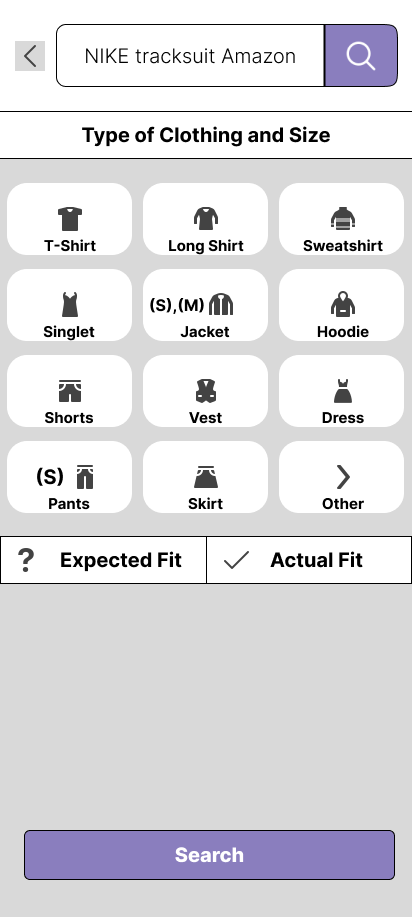 NIKE tracksuit Amazon
Type of Clothing and Size
T-Shirt
Long Shirt
Sweatshirt
Singlet
(S),(M)
Jacket
Hoodie
Shorts
Vest
Dress
(S)
Pants
Skirt
Other
? Expected Fit
Actual Fit
Search